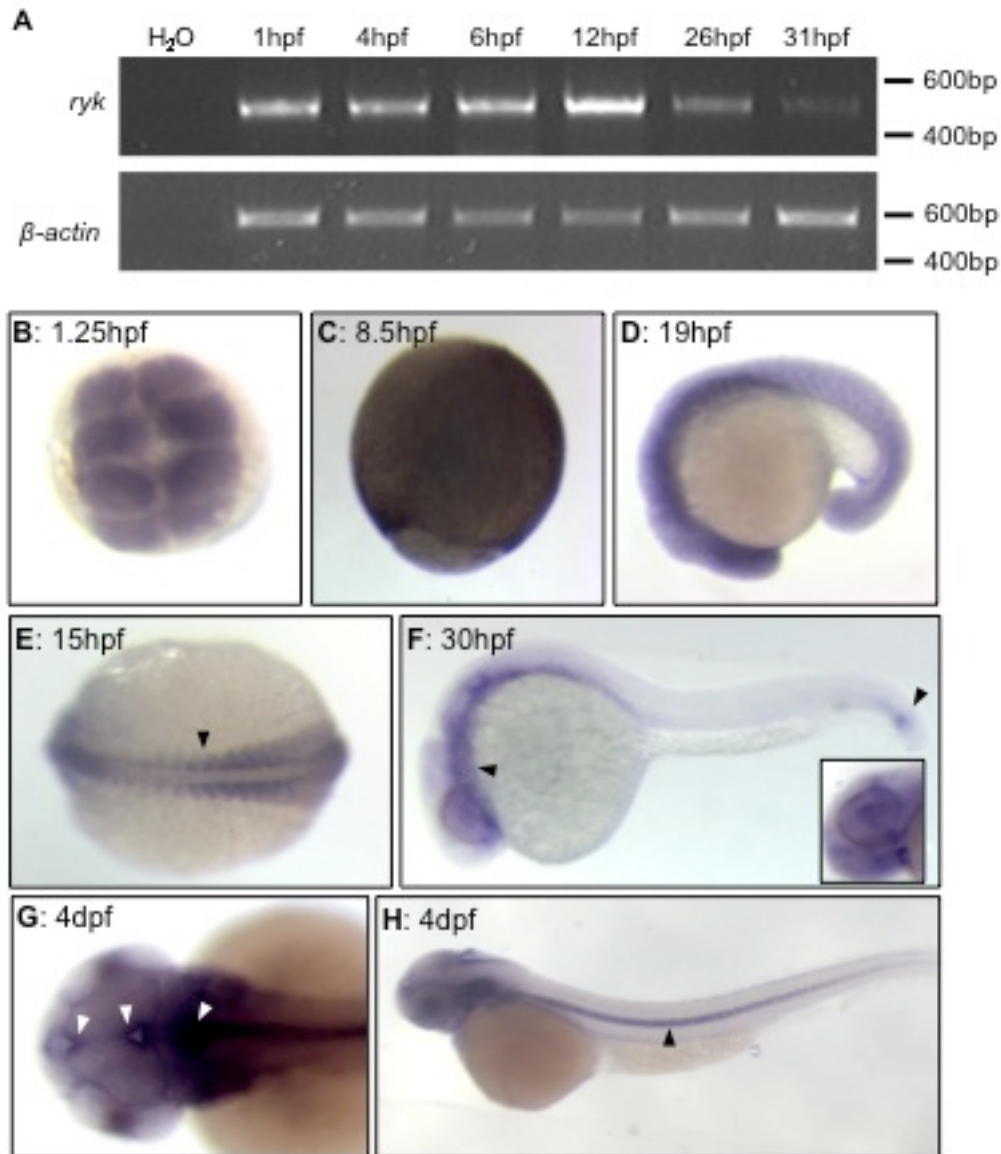 A
H₂O 1hpf 4hpf 6hpf 12hpf 26hpf 31hpf
ryk
600bp
400bp
β-actin
600bp
400bp
B: 1.25hpf
C: 8.5hpf
D: 19hpf
E: 15hpf
F: 30hpf
G: 4dpf
H: 4dpf